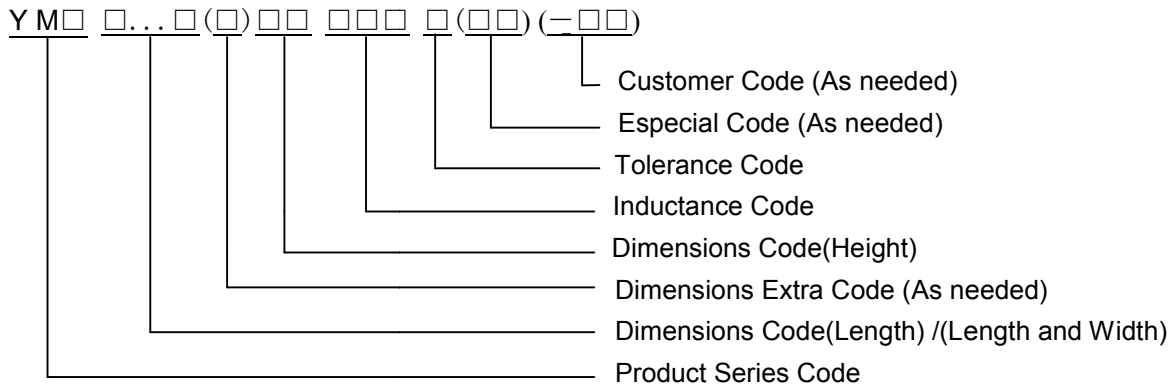 YM□ □...□(□)□□ □□□ □(□□)(-□□)
Customer Code (As needed)
Especial Code (As needed)
Tolerance Code
Inductance Code
Dimensions Code(Height)
Dimensions Extra Code (As needed)
Dimensions Code(Length) /(Length and Width)
Product Series Code